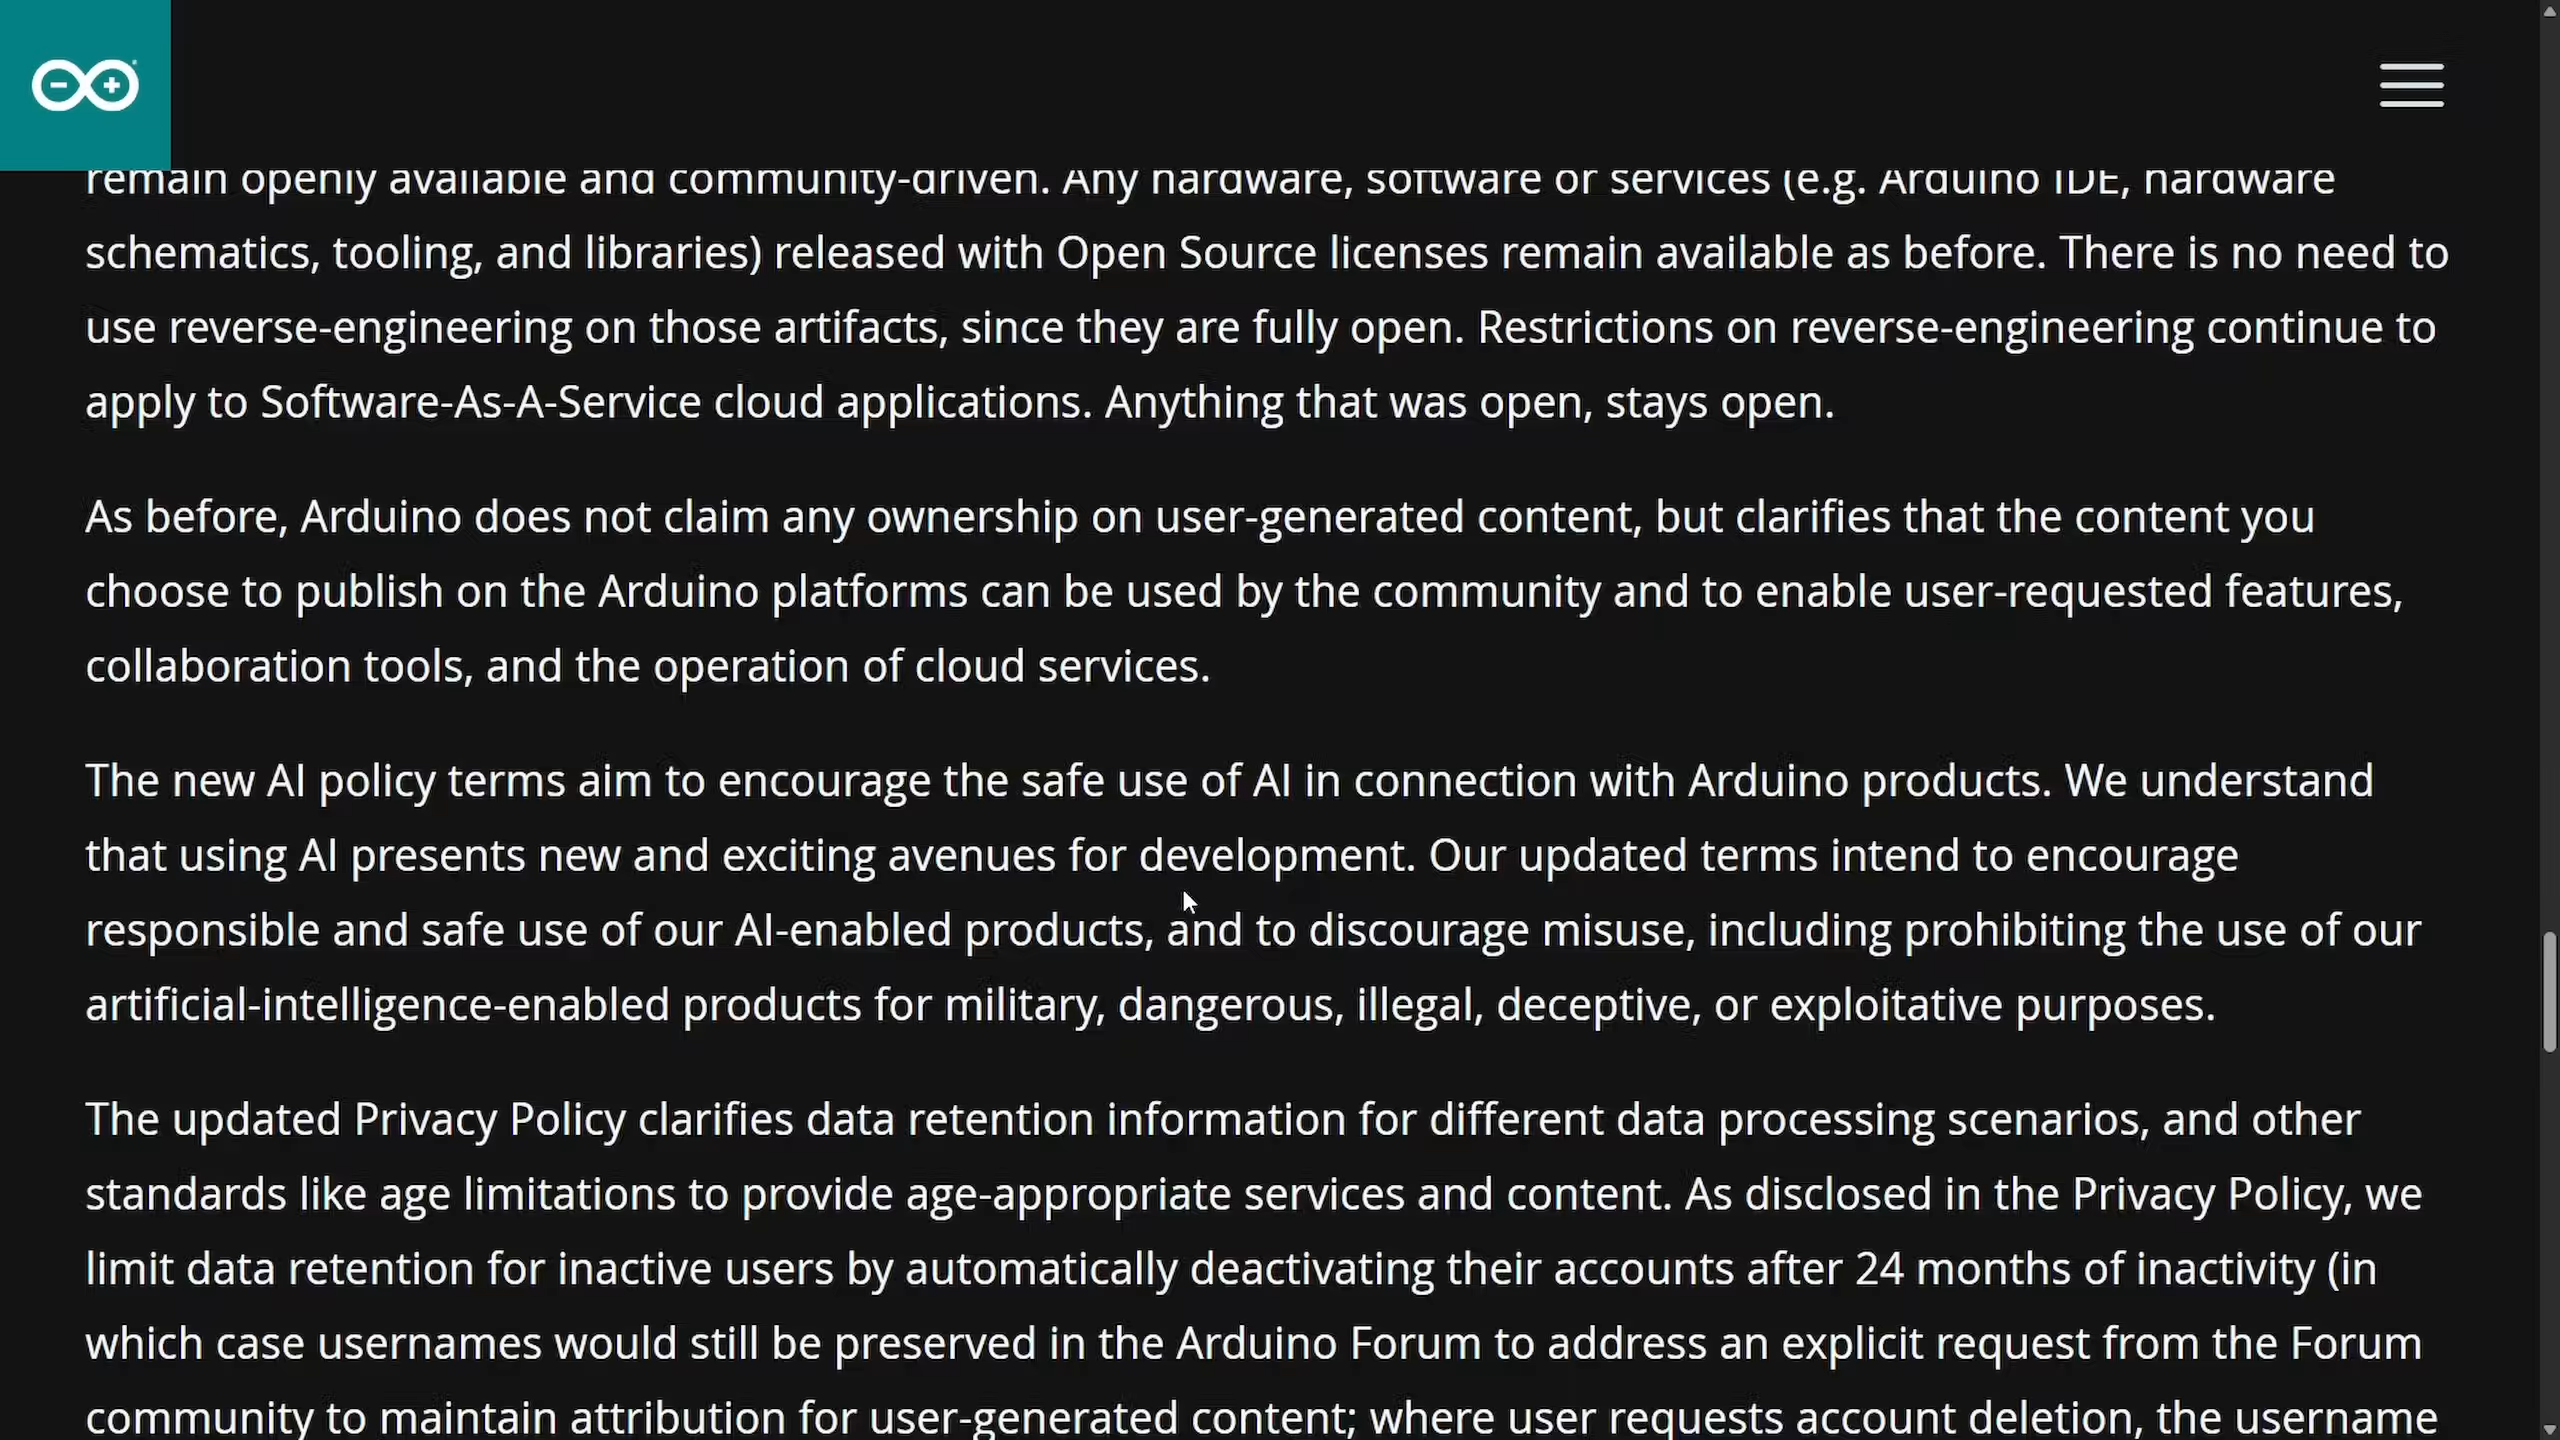 remain openly available and community-driven. Any hardware, software or services (e.g. Arduino IDE, hardware
schematics, tooling, and libraries) released with Open Source licenses remain available as before. There is no need to
use reverse-engineering on those artifacts, since they are fully open. Restrictions on reverse-engineering continue to
apply to Software-As-A-Service cloud applications. Anything that was open, stays open.
As before, Arduino does not claim any ownership on user-generated content, but clarifies that the content you
choose to publish on the Arduino platforms can be used by the community and to enable user-requested features,
collaboration tools, and the operation of cloud services.
The new AI policy terms aim to encourage the safe use of AI in connection with Arduino products. We understand
that using AI presents new and exciting avenues for development. Our updated terms intend to encourage
responsible and safe use of our AI-enabled products, and to discourage misuse, including prohibiting the use of our
artificial-intelligence-enabled products for military, dangerous, illegal, deceptive, or exploitative purposes.
The updated Privacy Policy clarifies data retention information for different data processing scenarios, and other
standards like age limitations to provide age-appropriate services and content. As disclosed in the Privacy Policy, we
limit data retention for inactive users by automatically deactivating their accounts after 24 months of inactivity (in
which case usernames would still be preserved in the Arduino Forum to address an explicit request from the Forum
community to maintain attribution for user-generated content; where user requests account deletion, the username